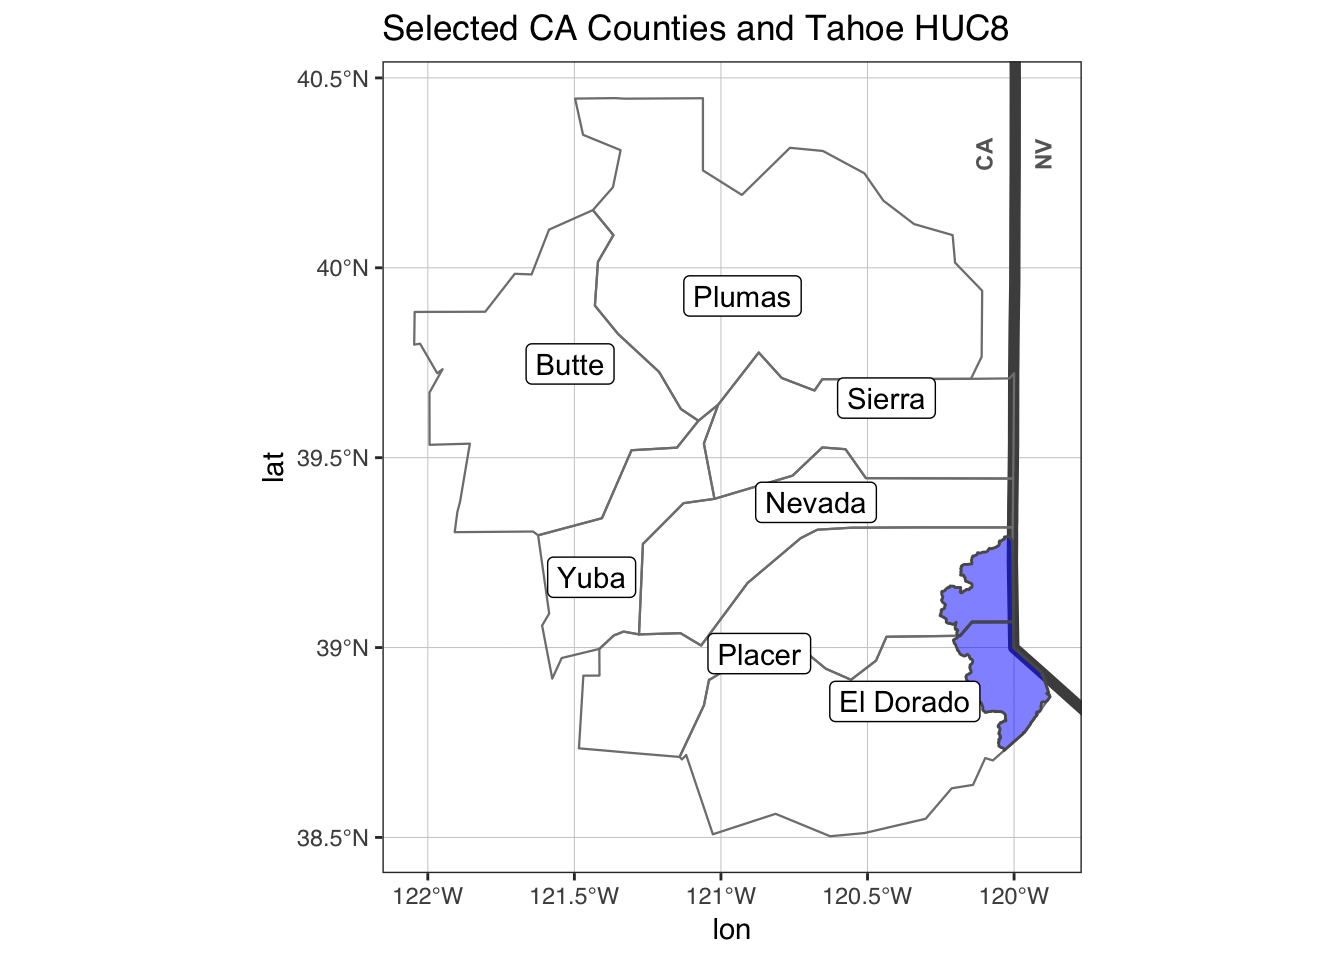 Selected CA Counties and Tahoe HUC8
40.5°N
CA
NV
40°N
Plumas
Butte
Sierra
lat
39.5°N
Nevada
Yuba
39°N
Placer
El Dorado
38.5°N
122°W
121.5°W
121°W
120.5°W
120°W
lon